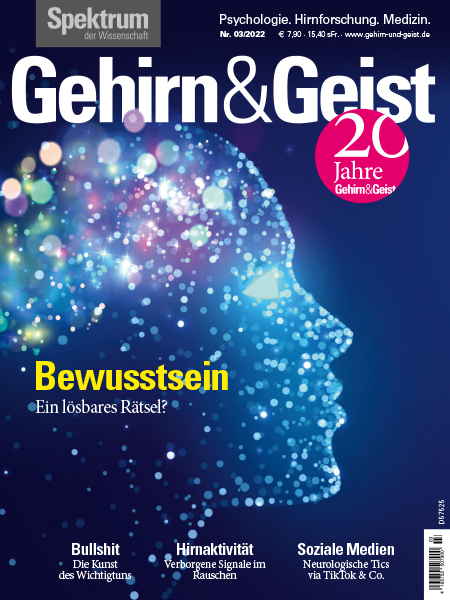 Spektrum
der Wissenschaft
Psychologie. Hirnforschung. Medizin.
Nr. 03/2022 € 7,90 · 15,40 sFr. · www.gehirn-und-geist.de
Gehirn&Geist
20
Jahre
Gehirn&Geist
Bewusstsein
Ein lösbares Rätsel?
D57525
Bullshit
Die Kunst
des Wichtigtuns
Hirnaktivität
Verborgene Signale im
Rauschen
Soziale Medien
Neurologische Tics
via TikTok & Co.
03